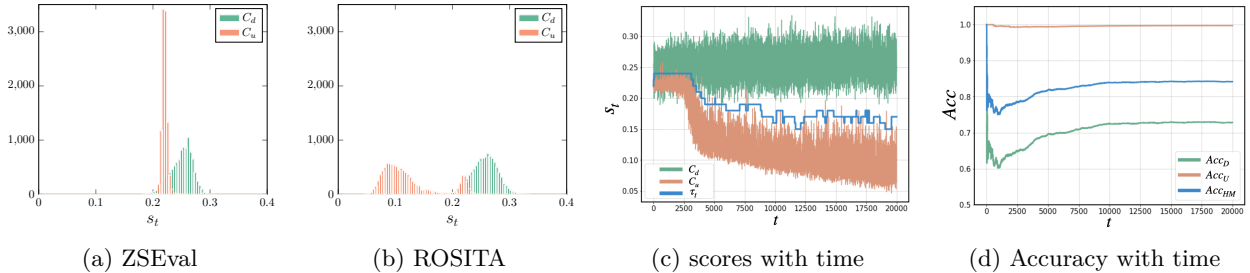 3,000
2,000
1,000
0
0
0.1
0.2
0.3
0.4
s_t
C_d
C_u
(a) ZSEval
3,000
2,000
1,000
0
0
0.1
0.2
0.3
0.4
s_t
C_d
C_u
(b) ROSITA
s_t
0.30
0.25
0.20
0.15
0.10
0.05
C_d
C_u
τ_t
0
2500
5000
7500
10000
12500
15000
17500
20000
t
(c) scores with time
Acc
1.0
0.9
0.8
0.7
0.6
0.5
Acc_D
Acc_U
Acc_HM
0
2500
5000
7500
10000
12500
15000
17500
20000
t
(d) Accuracy with time